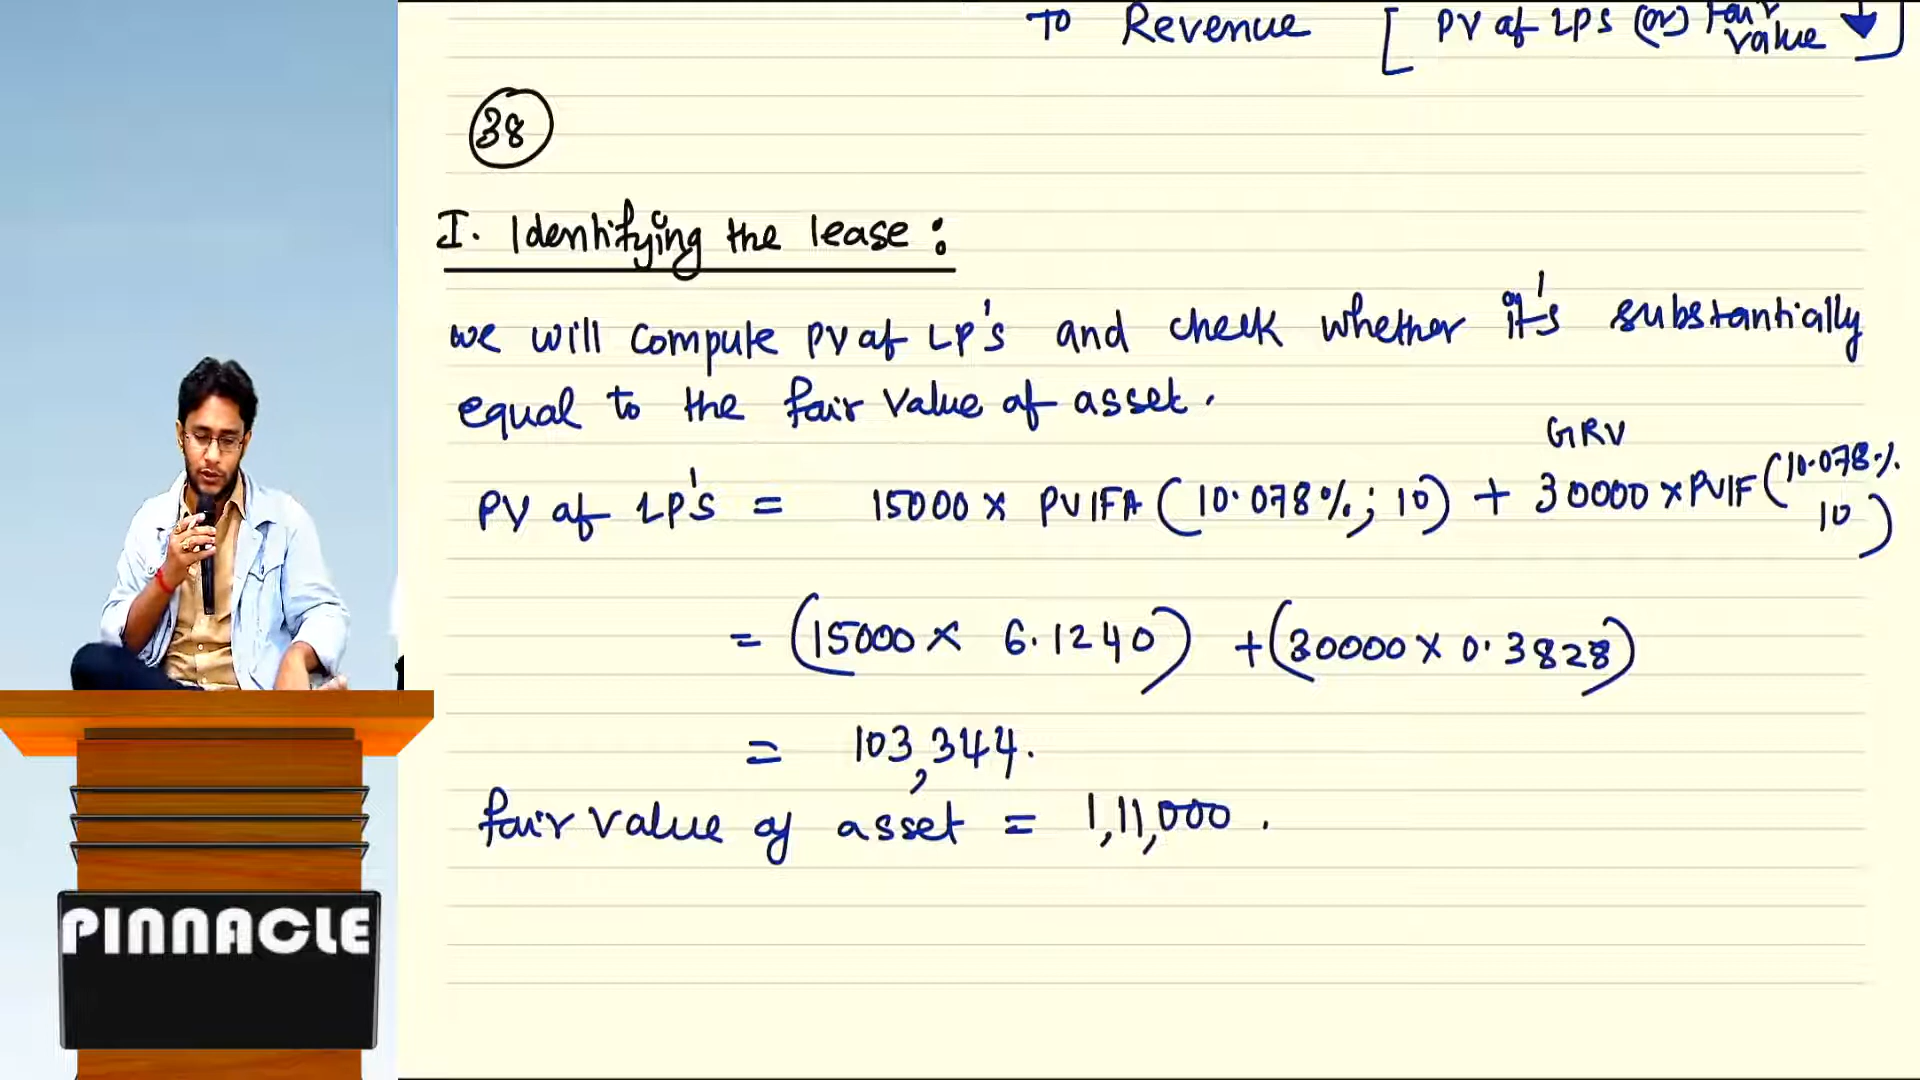 To Revenue [ PV of LPS (or) Fair value ↓ ]
38
I. Identifying the lease :
we will compute PV of LP's and check whether it's substantially
equal to the fair value of asset.
GRV
PV of LP's = 15000 × PVIFA (10.078%; 10) + 30000 × PVIF (10.078% 10)
= (15000 × 6.1240) + (30000 × 0.3828)
= 103,344.
fair value of asset = 1,11,000.
PINNACLE